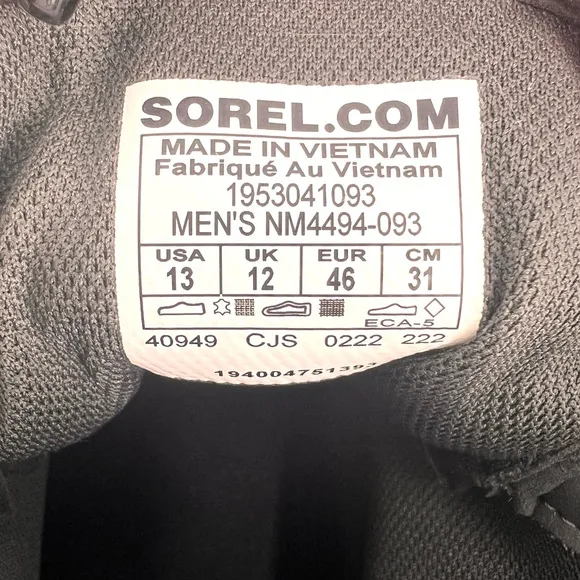 SOREL.COM
MADE IN VIETNAM
Fabriqué Au Vietnam
1953041093
MEN'S NM4494-093
USA UK EUR CM
13 12 46 31
ECA-5
40949 CJS 0222 222